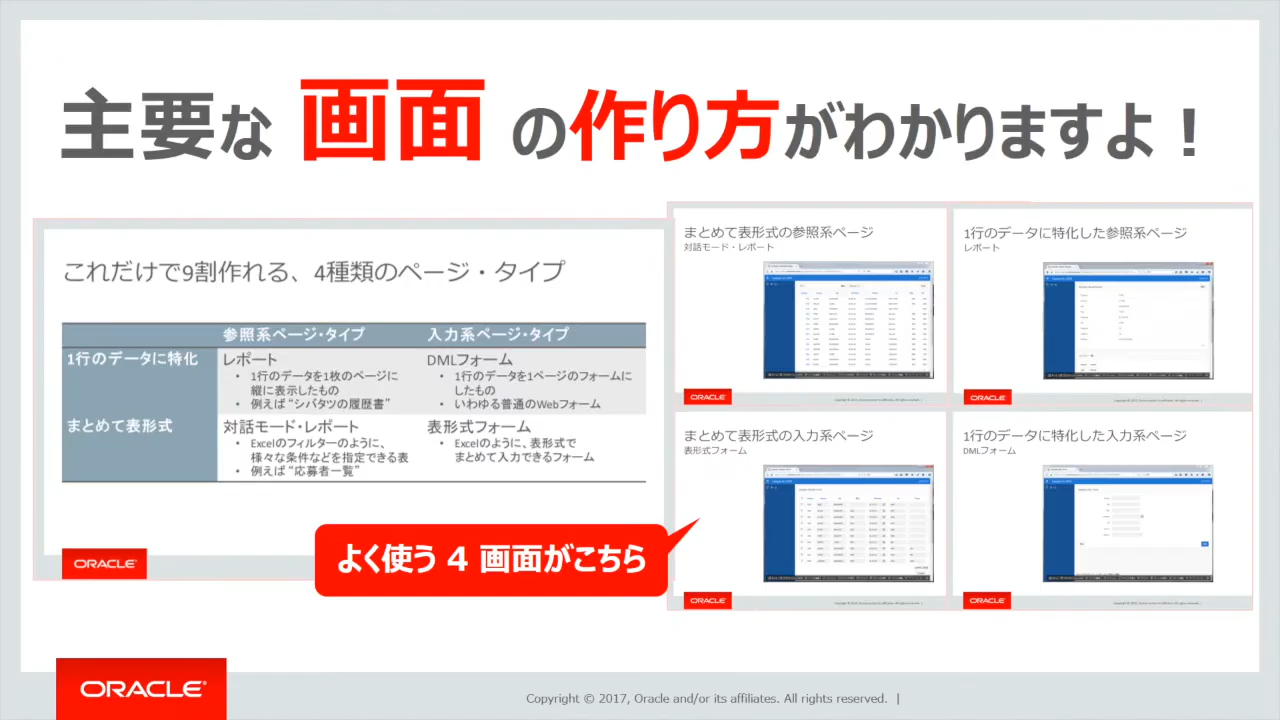 主要な 画面 の作り方がわかりますよ！
これだけで9割作れる、4種類のページ・タイプ
参照系ページ・タイプ 入力系ページ・タイプ
1行のデータに特化 レポート DMLフォーム
• 1行のデータを1枚のページに縦に表示したもの
• 例えば“シバタツの履歴書”
• 1行のデータを1ページのフォームにしたもの
• いわゆる普通のWebフォーム
まとめて表形式 対話モード・レポート 表形式フォーム
• Excelのフィルターのように、様々な条件などを指定できる表
• 例えば“応募者一覧”
• Excelのように、表形式でまとめて入力できるフォーム
ORACLE
よく使う 4 画面がこちら
まとめて表形式の参照系ページ
対話モード・レポート
ORACLE
1行のデータに特化した参照系ページ
レポート
ORACLE
まとめて表形式の入力系ページ
表形式フォーム
ORACLE
1行のデータに特化した入力系ページ
DMLフォーム
ORACLE
ORACLE
Copyright © 2017, Oracle and/or its affiliates. All rights reserved. |